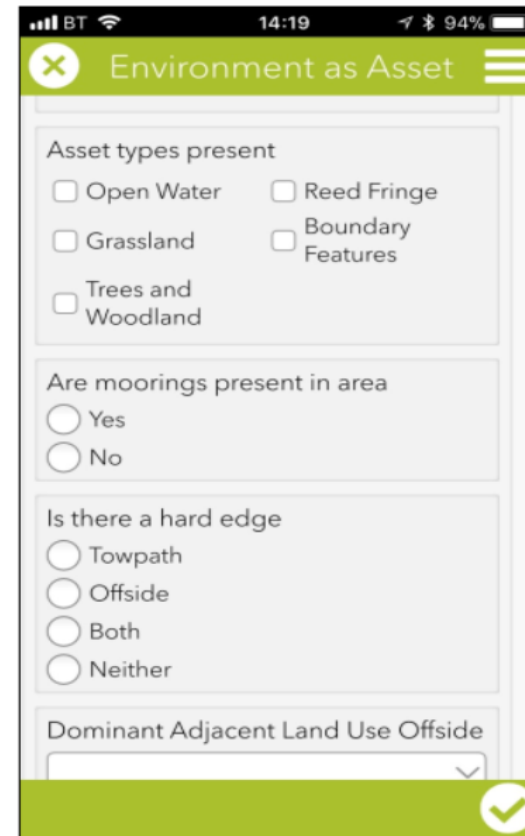 BT 14:19 94%
Environment as Asset
Asset types present
Open Water Reed Fringe
Grassland Boundary Features
Trees and Woodland
Are moorings present in area
Yes
No
Is there a hard edge
Towpath
Offside
Both
Neither
Dominant Adjacent Land Use Offside